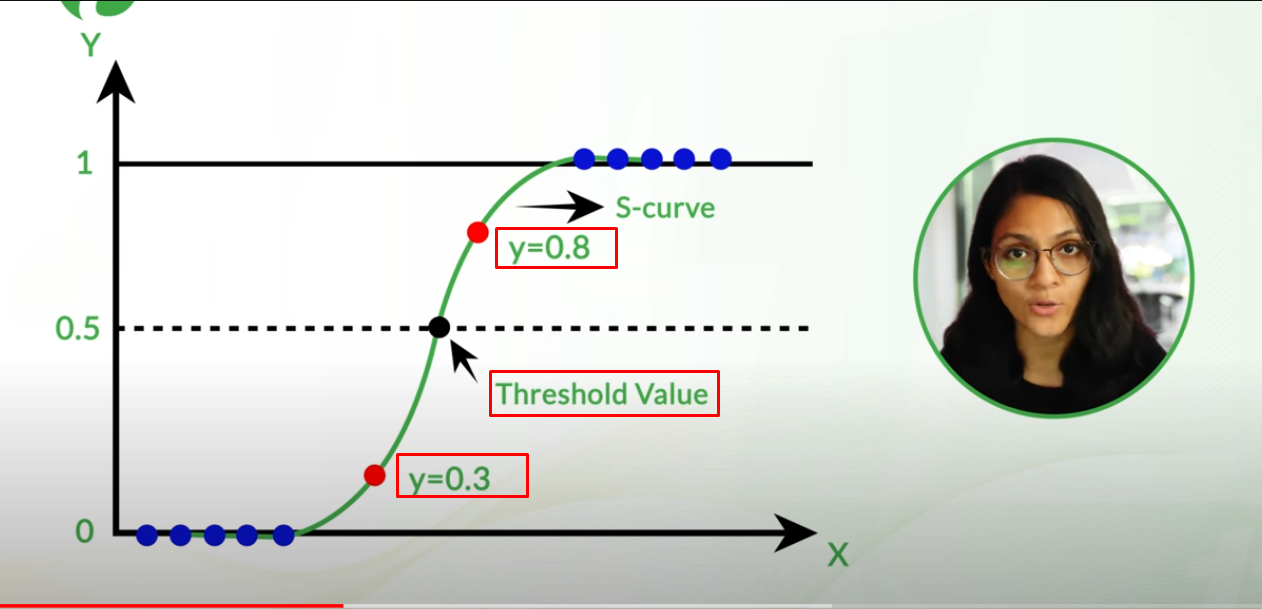 Y
1
S-curve
y=0.8
0.5
Threshold Value
y=0.3
0
X